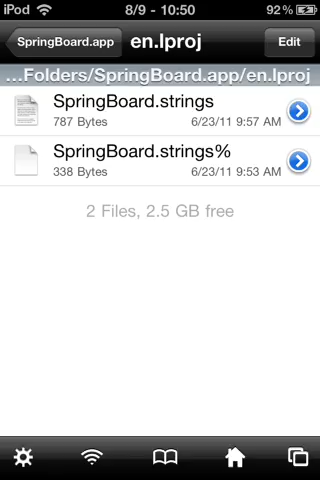 iPod 8/9 - 10:50 92 %
SpringBoard.app en.lproj Edit
...Folders/SpringBoard.app/en.lproj
SpringBoard.strings
787 Bytes 6/23/11 9:57 AM
SpringBoard.strings%
338 Bytes 6/23/11 9:53 AM
2 Files, 2.5 GB free